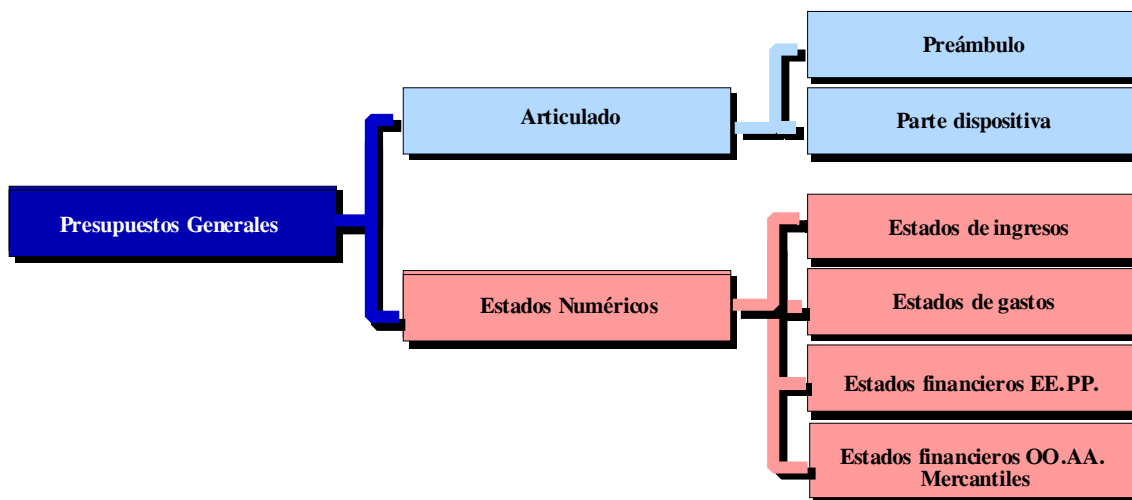 Presupuestos Generales
Articulado
Preámbulo
Parte dispositiva
Estados Numéricos
Estados de ingresos
Estados de gastos
Estados financieros EE.PP.
Estados financieros OO.AA.
Mercantiles